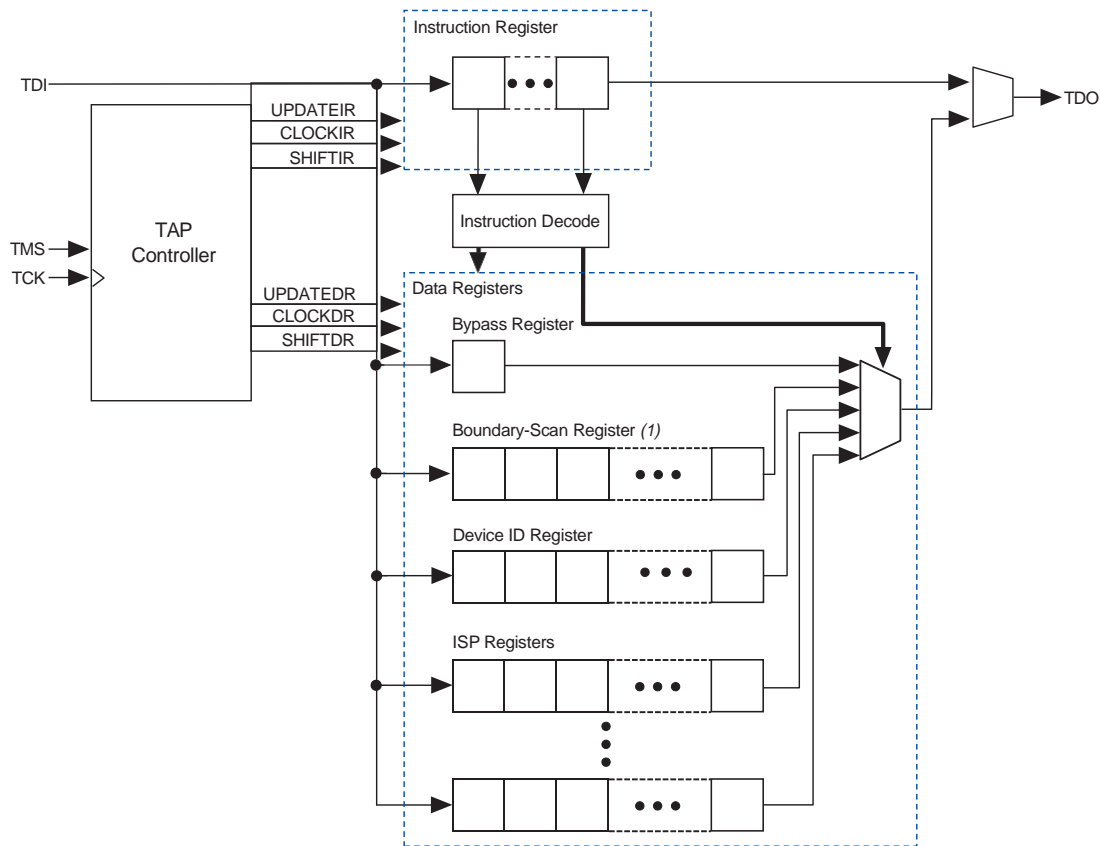 Instruction Register
TDI
TDO
UPDATEIR
CLOCKIR
SHIFTIR
Instruction Decode
TAP
Controller
TMS
TCK
Data Registers
UPDATEDR
CLOCKDR
SHIFTDR
Bypass Register
Boundary-Scan Register (1)
Device ID Register
ISP Registers